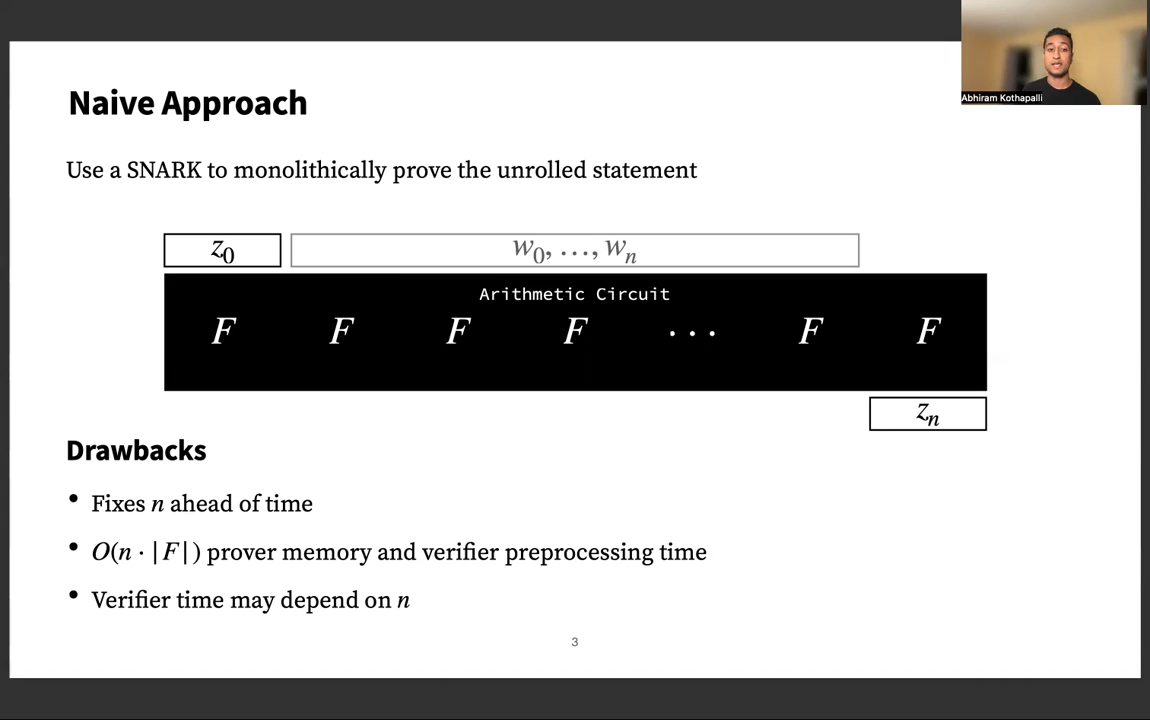 Abhiram Kothapalli
Naive Approach
Use a SNARK to monolithically prove the unrolled statement
z₀
w₀, …, wₙ
Arithmetic Circuit
F F F F ··· F F
zₙ
Drawbacks
• Fixes n ahead of time
• O(n · |F|) prover memory and verifier preprocessing time
• Verifier time may depend on n
3